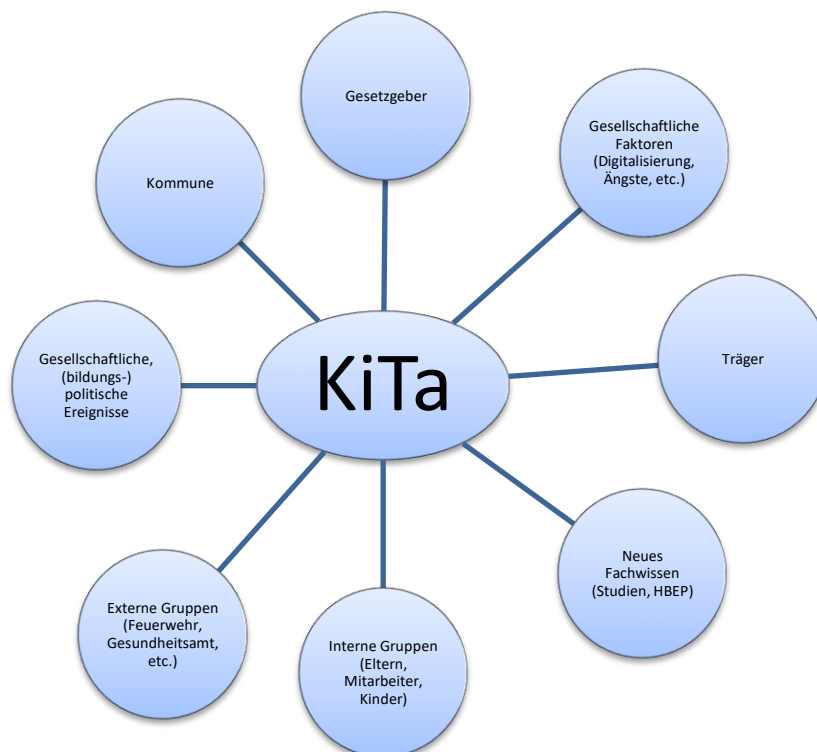 Gesetzgeber
Gesellschaftliche
Faktoren
(Digitalisierung,
Ängste, etc.)
Kommune
Träger
KiTa
Gesellschaftliche,
(bildungs-)
politische
Ereignisse
Neues
Fachwissen
(Studien, HBEP)
Externe Gruppen
(Feuerwehr,
Gesundheitsamt,
etc.)
Interne Gruppen
(Eltern,
Mitarbeiter,
Kinder)